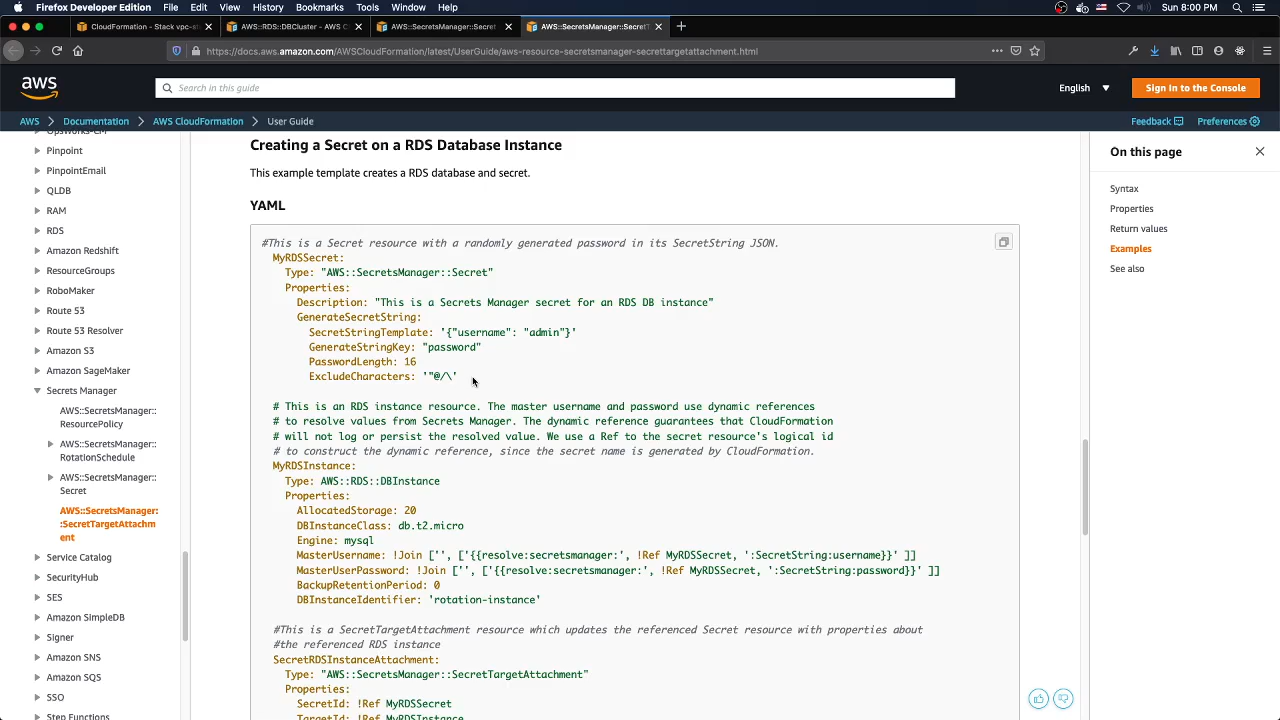 Firefox Developer Edition File Edit View History Bookmarks Tools Window Help
Sun 8:00 PM
CloudFormation - Stack vpc-st
AWS::RDS::DBCluster - AWS C
AWS::SecretsManager::Secret
AWS::SecretsManager::SecretT
https://docs.aws.amazon.com/AWSCloudFormation/latest/UserGuide/aws-resource-secretsmanager-secrettargetattachment.html
aws
Search in this guide
English
Sign In to the Console
AWS
Documentation
AWS CloudFormation
User Guide
Feedback
Preferences
OpsWorks-CM
Pinpoint
PinpointEmail
QLDB
RAM
RDS
Amazon Redshift
ResourceGroups
RoboMaker
Route 53
Route 53 Resolver
Amazon S3
Amazon SageMaker
Secrets Manager
AWS::SecretsManager::
ResourcePolicy
AWS::SecretsManager::
RotationSchedule
AWS::SecretsManager::
Secret
AWS::SecretsManager:
:SecretTargetAttachm
ent
Service Catalog
SecurityHub
SES
Amazon SimpleDB
Signer
Amazon SNS
Amazon SQS
SSO
Step Functions
Creating a Secret on a RDS Database Instance
This example template creates a RDS database and secret.
YAML
#This is a Secret resource with a randomly generated password in its SecretString JSON.
MyRDSSecret:
Type: "AWS::SecretsManager::Secret"
Properties:
Description: "This is a Secrets Manager secret for an RDS DB instance"
GenerateSecretString:
SecretStringTemplate: '{"username": "admin"}'
GenerateStringKey: "password"
PasswordLength: 16
ExcludeCharacters: '"@/\'
# This is an RDS instance resource. The master username and password use dynamic references
# to resolve values from Secrets Manager. The dynamic reference guarantees that CloudFormation
# will not log or persist the resolved value. We use a Ref to the secret resource's logical id
# to construct the dynamic reference, since the secret name is generated by CloudFormation.
MyRDSInstance:
Type: AWS::RDS::DBInstance
Properties:
AllocatedStorage: 20
DBInstanceClass: db.t2.micro
Engine: mysql
MasterUsername: !Join ['', ['{{resolve:secretsmanager:', !Ref MyRDSSecret, ':SecretString:username}}' ]]
MasterUserPassword: !Join ['', ['{{resolve:secretsmanager:', !Ref MyRDSSecret, ':SecretString:password}}' ]]
BackupRetentionPeriod: 0
DBInstanceIdentifier: 'rotation-instance'
#This is a SecretTargetAttachment resource which updates the referenced Secret resource with properties about
#the referenced RDS instance
SecretRDSInstanceAttachment:
Type: "AWS::SecretsManager::SecretTargetAttachment"
Properties:
SecretId: !Ref MyRDSSecret
TargetId: !Ref MyRDSInstance
On this page
Syntax
Properties
Return values
Examples
See also